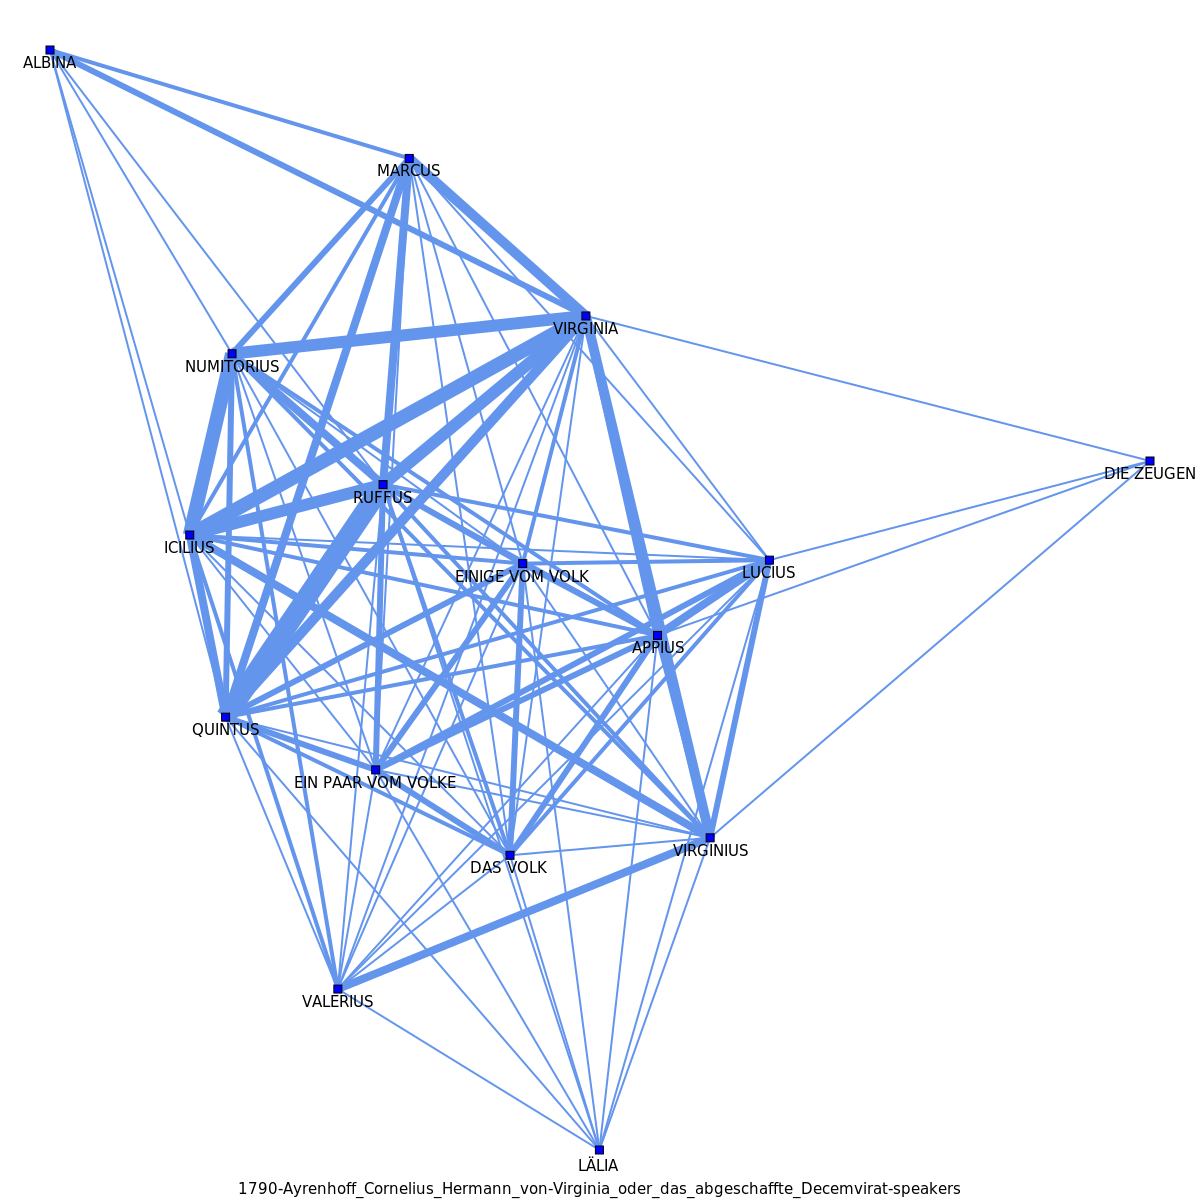 ALBINA
MARCUS
VIRGINIA
NUMITORIUS
DIE ZEUGEN
RUFFUS
ICILIUS
EINIGE VOM VOLK
LUCIUS
APPIUS
QUINTUS
EIN PAAR VOM VOLKE
VIRGINIUS
DAS VOLK
VALERIUS
LÄLIA
1790-Ayrenhoff_Cornelius_Hermann_von-Virginia_oder_das_abgeschaffte_Decemvirat-speakers